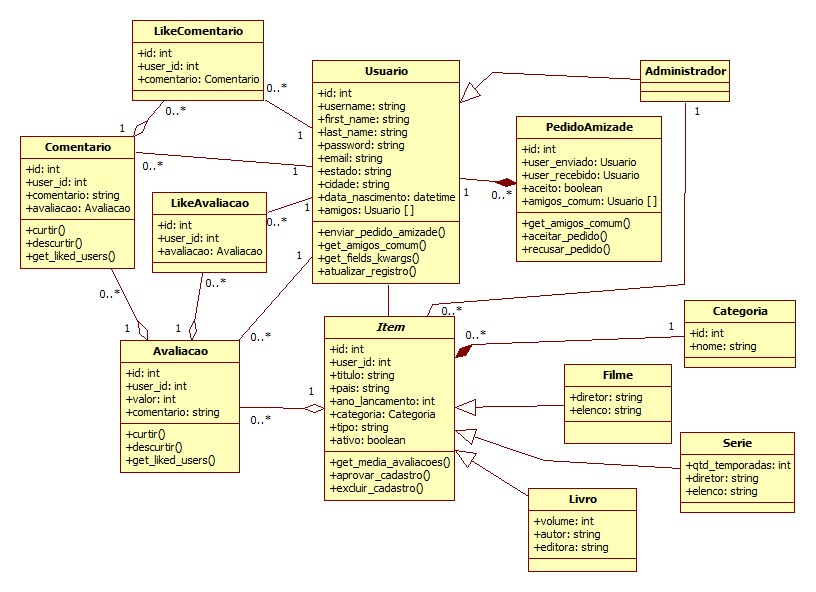 LikeComentario
+id: int
+user_id: int
+comentario: Comentario
0..*
0..*
1
1
Usuario
+id: int
+username: string
+first_name: string
+last_name: string
+password: string
+email: string
+estado: string
+cidade: string
+data_nascimento: datetime
+amigos: Usuario [ ]
+enviar_pedido_amizade()
+get_amigos_comum()
+get_fields_kwargs()
+atualizar_registro()
Administrador
1
PedidoAmizade
+id: int
+user_enviado: Usuario
+user_recebido: Usuario
+aceito: boolean
+amigos_comum: Usuario [ ]
+get_amigos_comum()
+aceitar_pedido()
+recusar_pedido()
1
0..*
Comentario
+id: int
+user_id: int
+comentario: string
+avaliacao: Avaliacao
+curtir()
+descurtir()
+get_liked_users()
0..*
1
LikeAvaliacao
+id: int
+user_id: int
+avaliacao: Avaliacao
0..*
1
0..*
1
0..*
1
1
0..*
Avaliacao
+id: int
+user_id: int
+valor: int
+comentario: string
+curtir()
+descurtir()
+get_liked_users()
1
0..*
Item
+id: int
+user_id: int
+titulo: string
+pais: string
+ano_lancamento: int
+categoria: Categoria
+tipo: string
+ativo: boolean
+get_media_avaliacoes()
+aprovar_cadastro()
+excluir_cadastro()
0..*
0..*
1
Categoria
+id: int
+nome: string
Filme
+diretor: string
+elenco: string
Serie
+qtd_temporadas: int
+diretor: string
+elenco: string
Livro
+volume: int
+autor: string
+editora: string